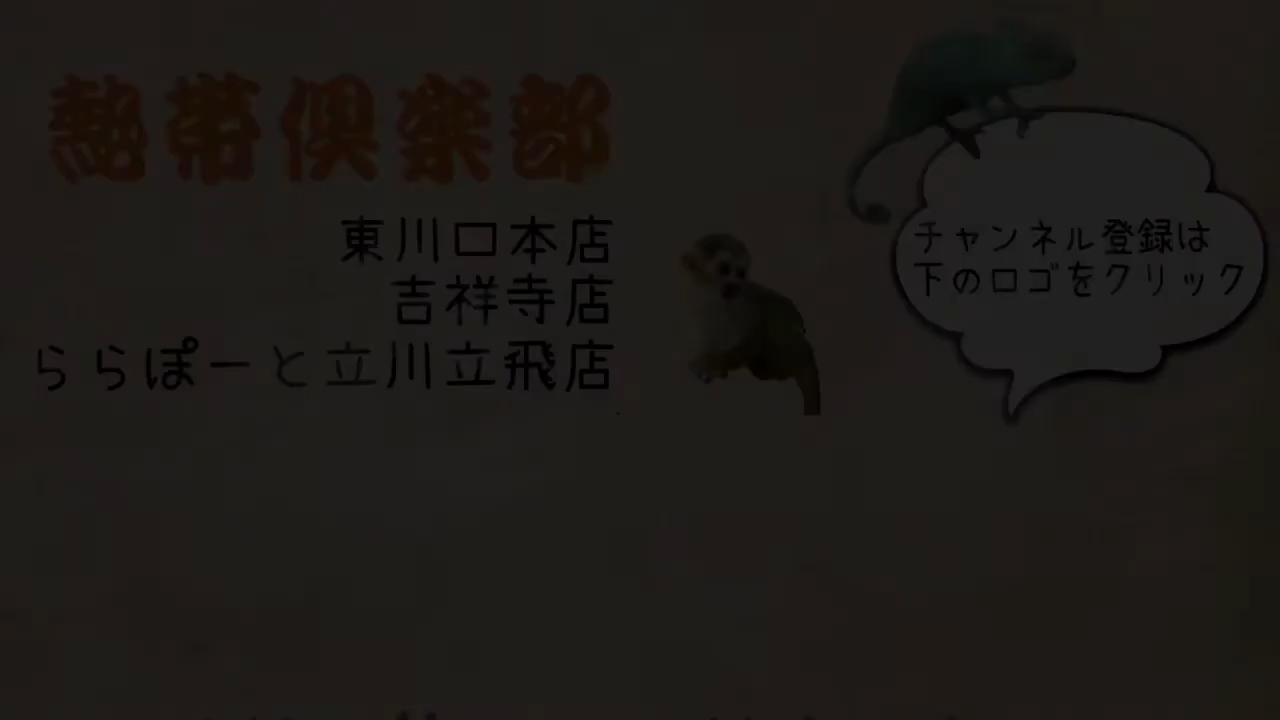 熱帯倶楽部
東川口本店
吉祥寺店
ららぽーと立川立飛店
チャンネル登録は
下のロゴをクリック